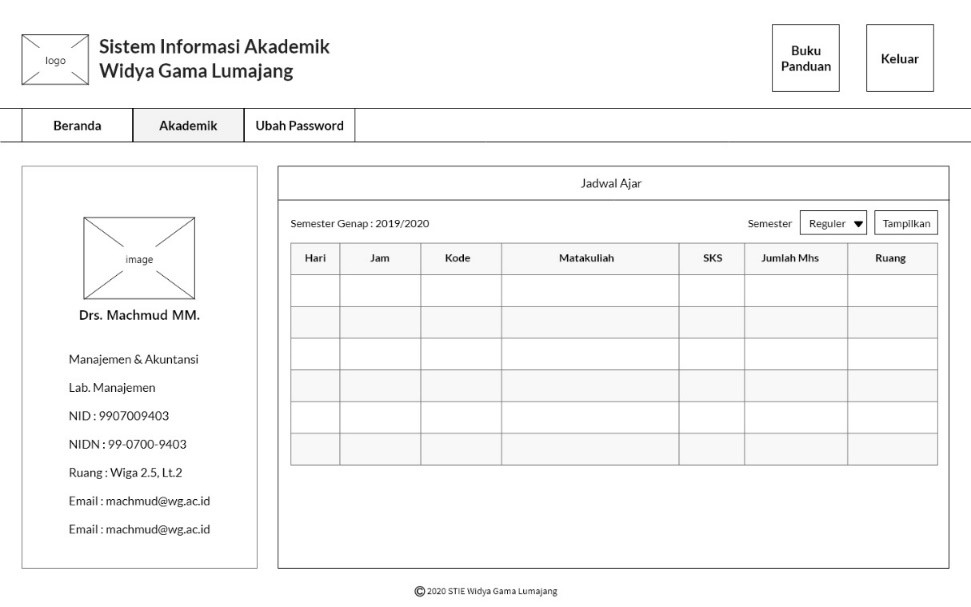 logo
Sistem Informasi Akademik
Widya Gama Lumajang
Buku
Panduan
Keluar
Beranda
Akademik
Ubah Password
image
Drs. Machmud MM.
Manajemen & Akuntansi
Lab. Manajemen
NID : 9907009403
NIDN : 99-0700-9403
Ruang : Wiga 2.5, Lt.2
Email : machmud@wg.ac.id
Email : machmud@wg.ac.id
Jadwal Ajar
Semester Genap : 2019/2020
Semester Reguler Tampilkan
Hari Jam Kode Matakuliah SKS Jumlah Mhs Ruang
© 2020 STIE Widya Gama Lumajang